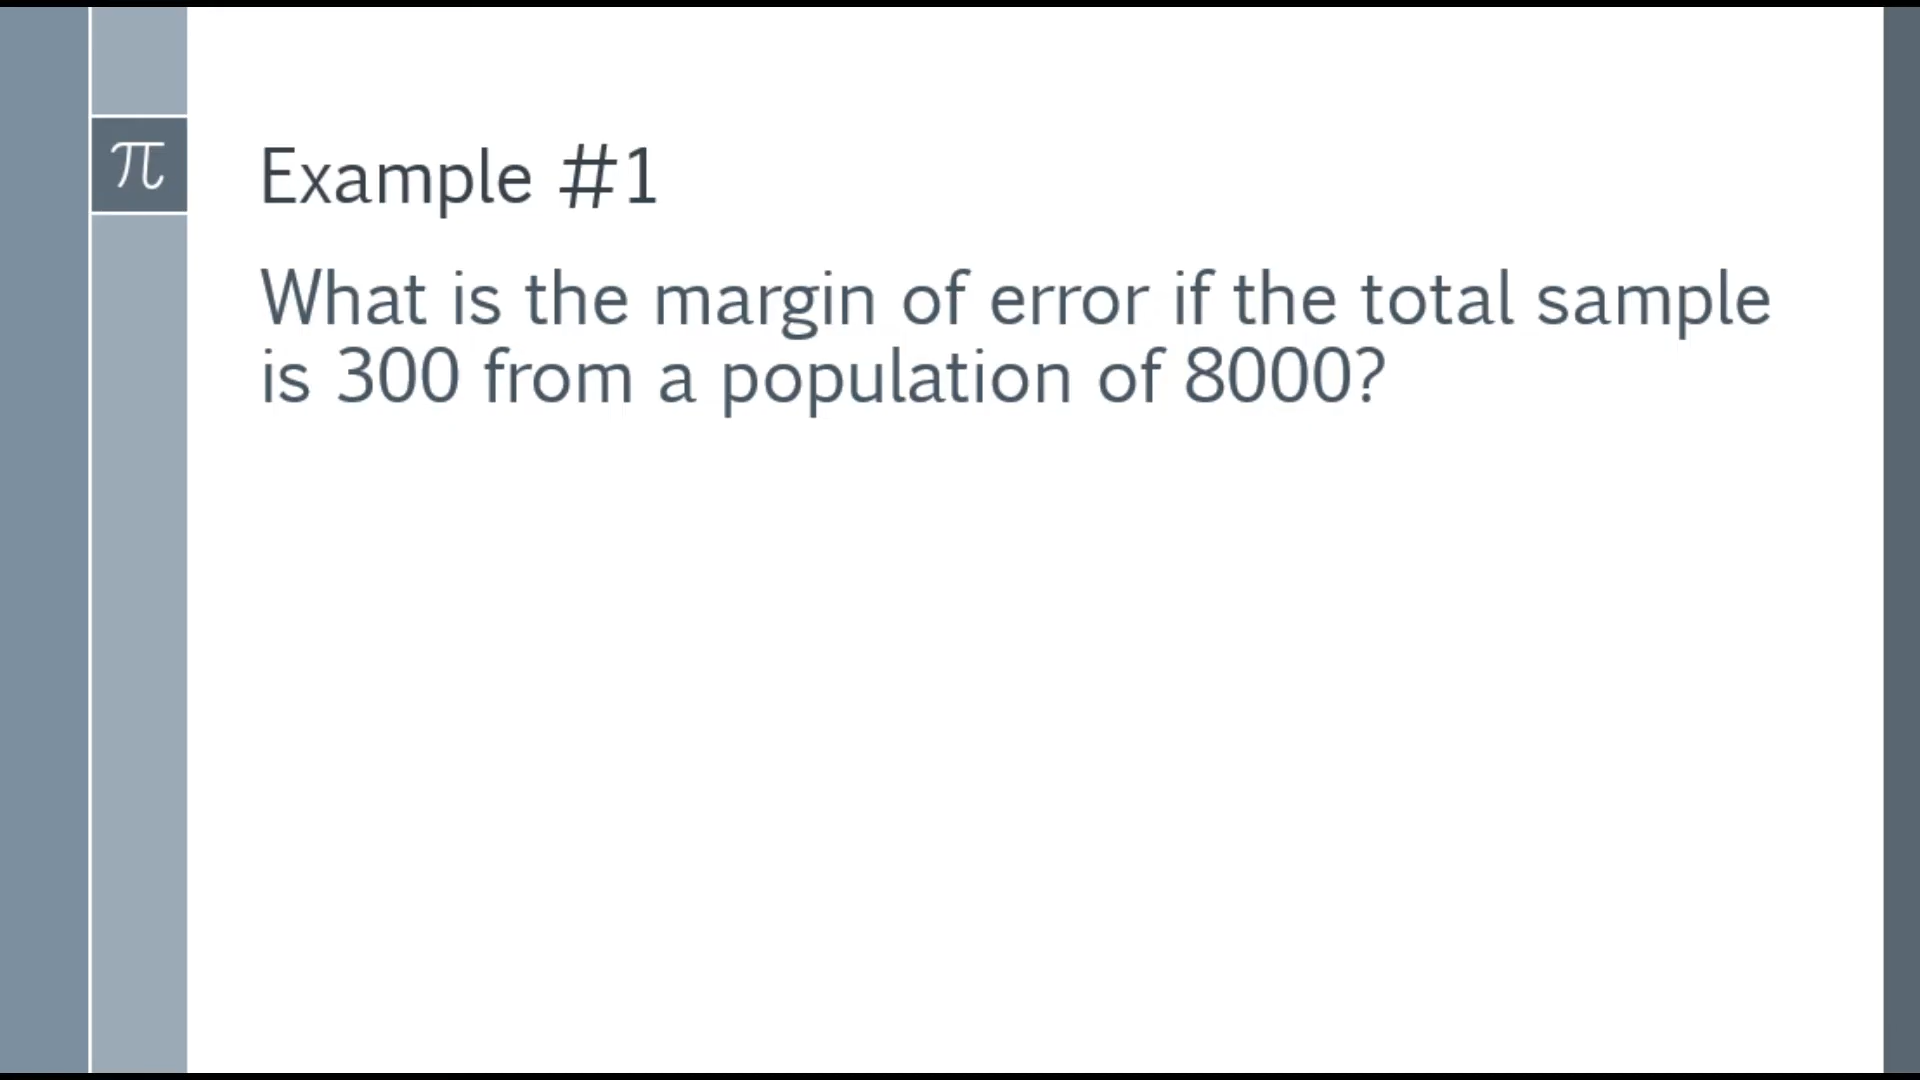 π
Example #1
What is the margin of error if the total sample
is 300 from a population of 8000?